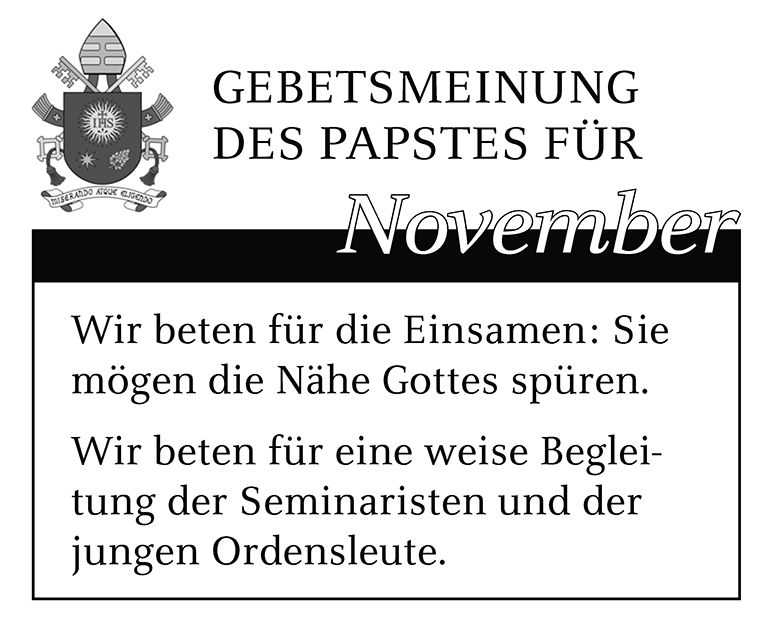 IHS
MISERANDO ATQUE ELIGENDO
GEBETSMEINUNG
DES PAPSTES FÜR
November
Wir beten für die Einsamen: Sie
mögen die Nähe Gottes spüren.
Wir beten für eine weise Beglei-
tung der Seminaristen und der
jungen Ordensleute.